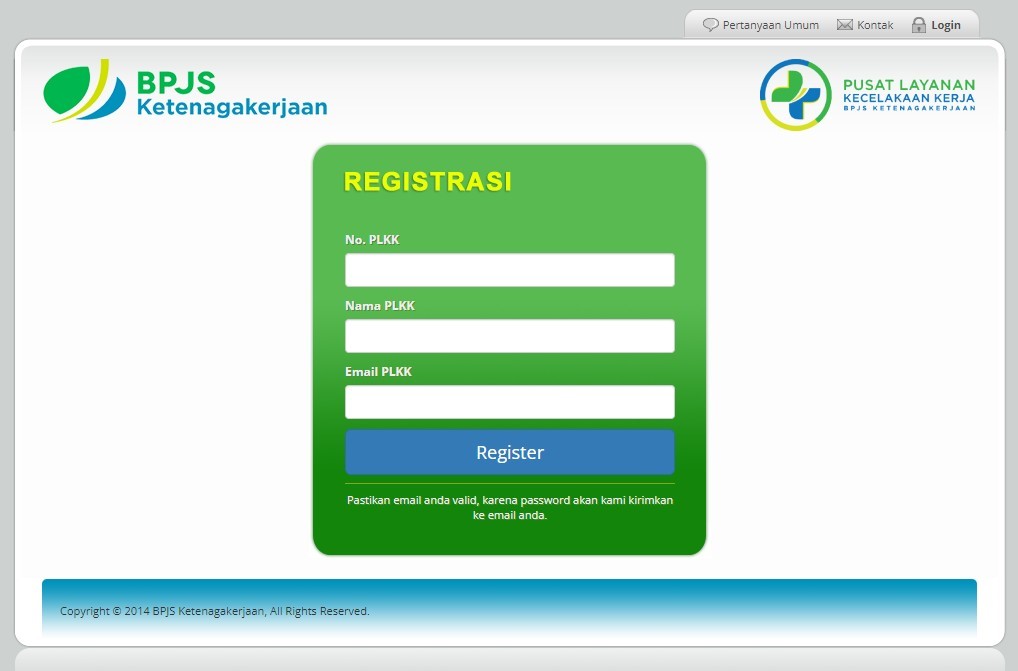 Pertanyaan Umum
Kontak
Login
BPJS
Ketenagakerjaan
PUSAT LAYANAN
KECELAKAAN KERJA
BPJS KETENAGAKERJAAN
REGISTRASI
No. PLKK
Nama PLKK
Email PLKK
Register
Pastikan email anda valid, karena password akan kami kirimkan
ke email anda.
Copyright © 2014 BPJS Ketenagakerjaan, All Rights Reserved.